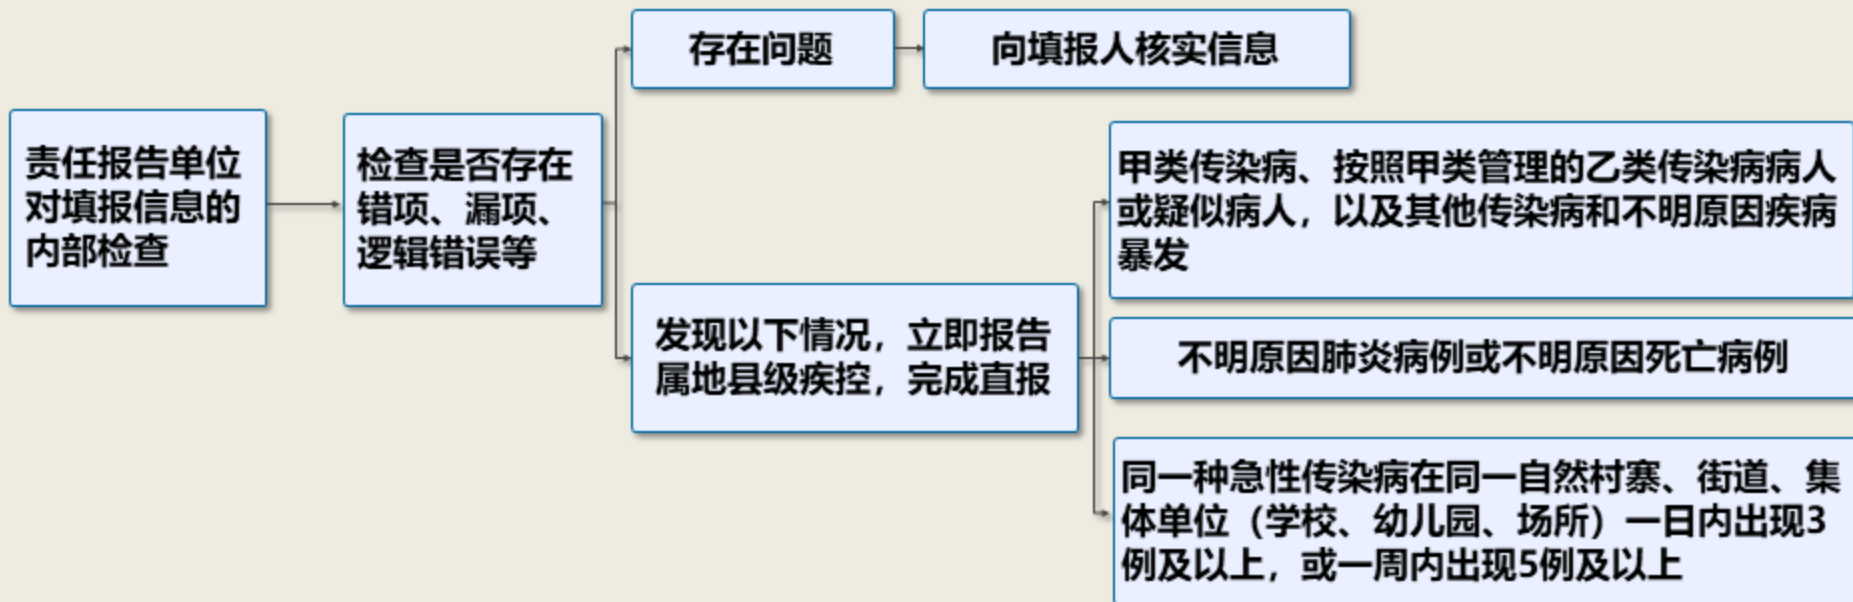 存在问题
向填报人核实信息
责任报告单位
对填报信息的
内部检查
检查是否存在
错项、漏项、
逻辑错误等
甲类传染病、按照甲类管理的乙类传染病病人
或疑似病人，以及其他传染病和不明原因疾病
暴发
发现以下情况，立即报告
属地县级疾控，完成直报
不明原因肺炎病例或不明原因死亡病例
同一种急性传染病在同一自然村寨、街道、集
体单位（学校、幼儿园、场所）一日内出现3
例及以上，或一周内出现5例及以上